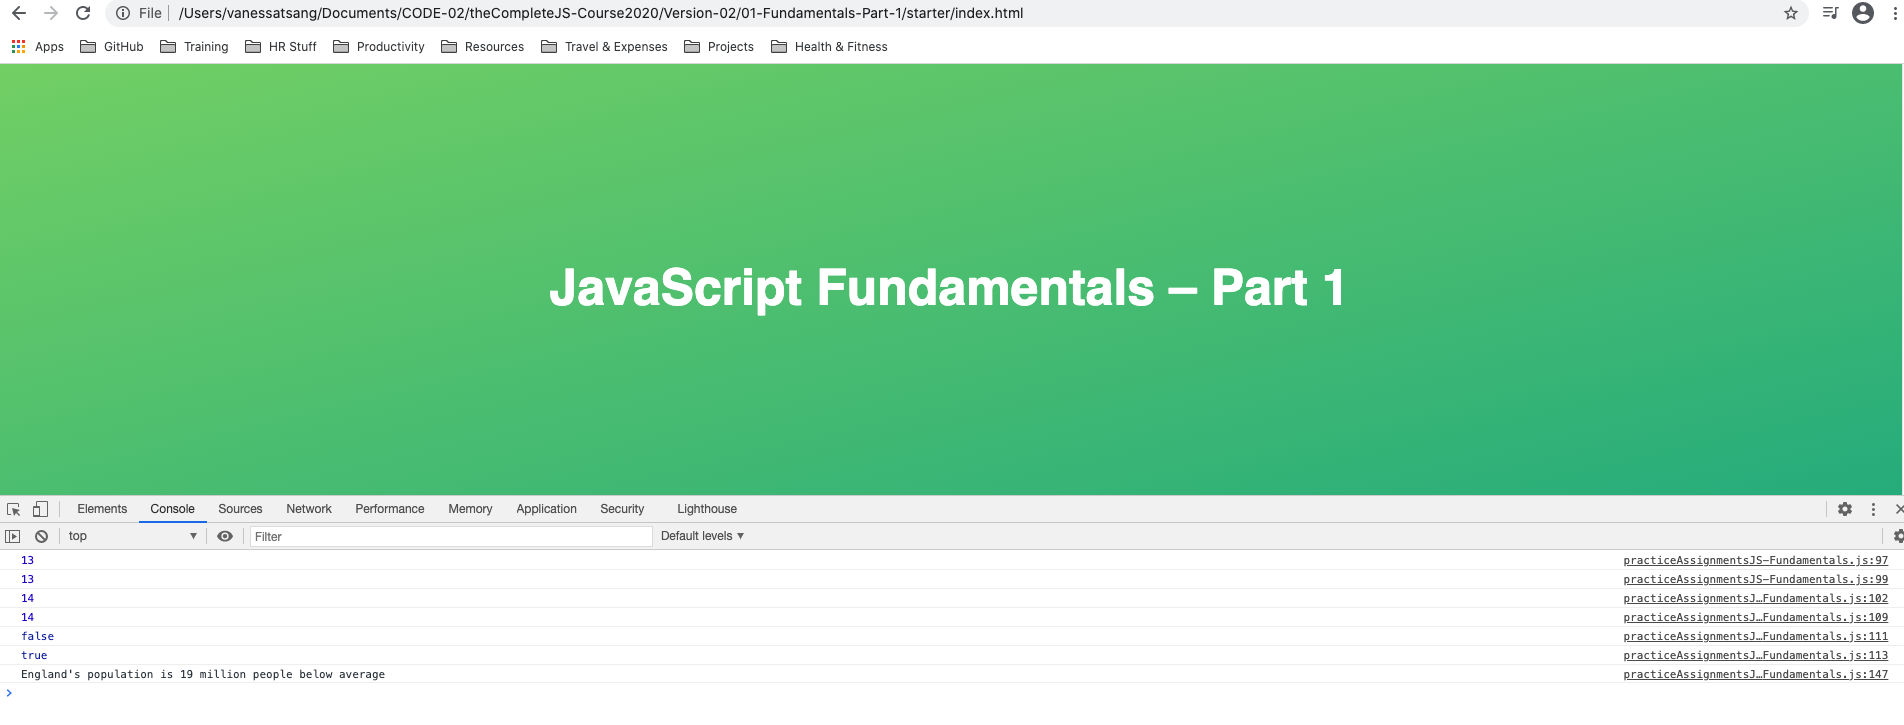 File /Users/vanessatsang/Documents/CODE-02/theCompleteJS-Course2020/Version-02/01-Fundamentals-Part-1/starter/index.html
Apps GitHub Training HR Stuff Productivity Resources Travel & Expenses Projects Health & Fitness
JavaScript Fundamentals – Part 1
Elements Console Sources Network Performance Memory Application Security Lighthouse
top Filter Default levels
13 practiceAssignmentsJS-Fundamentals.js:97
13 practiceAssignmentsJS-Fundamentals.js:99
14 practiceAssignmentsJ…Fundamentals.js:102
14 practiceAssignmentsJ…Fundamentals.js:109
false practiceAssignmentsJ…Fundamentals.js:111
true practiceAssignmentsJ…Fundamentals.js:113
England's population is 19 million people below average practiceAssignmentsJ…Fundamentals.js:147